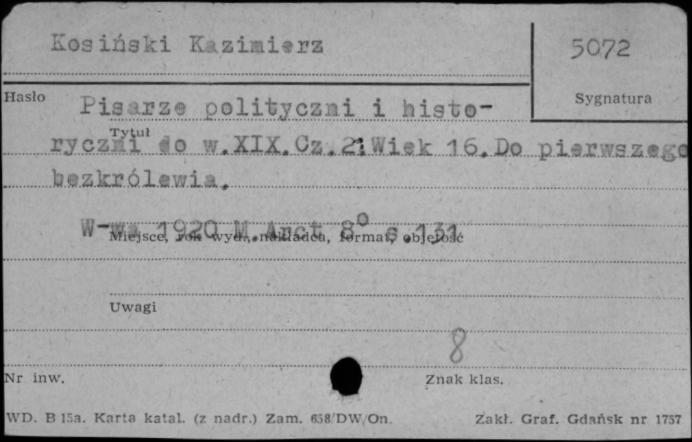 Kosiński Kazimierz
5072
Hasło
Sygnatura
Pisarze polityczni i histo-
Tytuł
ryczni do w.XIX.Cz.2:Wiek 16.Do pierwszego
bezkrólewia.
W-wa 1920 M.Arct 8° s.131
Miejsce, rok wyd., nakładca, format, objętość
Uwagi
8
Nr inw.
Znak klas.
WD. B 15a. Karta katal. (z nadr.) Zam. 658/DW/On.
Zakł. Graf. Gdańsk nr 1757